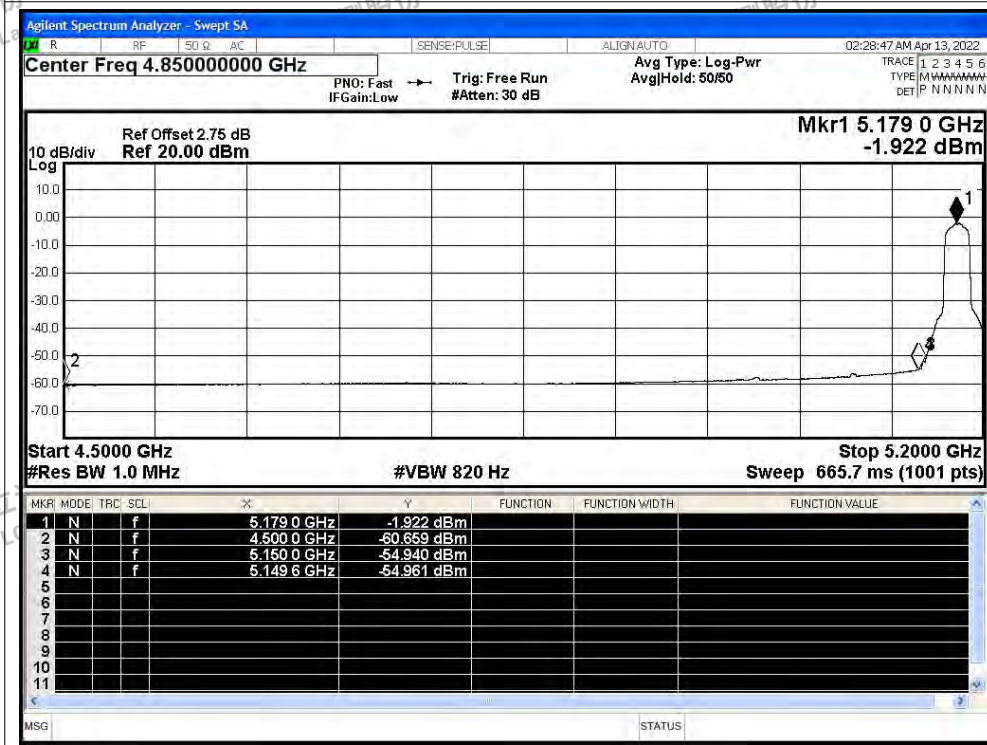 Agilent Spectrum Analyzer - Swept SA
R RF 50 Ω AC SENSE:PULSE ALIGN AUTO 02:28:47 AM Apr 13, 2022
Center Freq 4.850000000 GHz
PNO: Fast
IFGain:Low
Trig: Free Run
#Atten: 30 dB
Avg Type: Log-Pwr
Avg|Hold: 50/50
TRACE 1 2 3 4 5 6
TYPE M WWWWW
DET P N N N N N
Mkr1 5.179 0 GHz
-1.922 dBm
Ref Offset 2.75 dB
10 dB/div Ref 20.00 dBm
Log
10.0
0.00
-10.0
-20.0
-30.0
-40.0
-50.0
-60.0
-70.0
1
2
Start 4.5000 GHz Stop 5.2000 GHz
#Res BW 1.0 MHz #VBW 820 Hz Sweep 665.7 ms (1001 pts)
MKR MODE TRC SCL X Y FUNCTION FUNCTION WIDTH FUNCTION VALUE
1 N f 5.179 0 GHz -1.922 dBm
2 N f 4.500 0 GHz -60.659 dBm
3 N f 5.150 0 GHz -54.940 dBm
4 N f 5.149 6 GHz -54.961 dBm
5
6
7
8
9
10
11
MSG STATUS